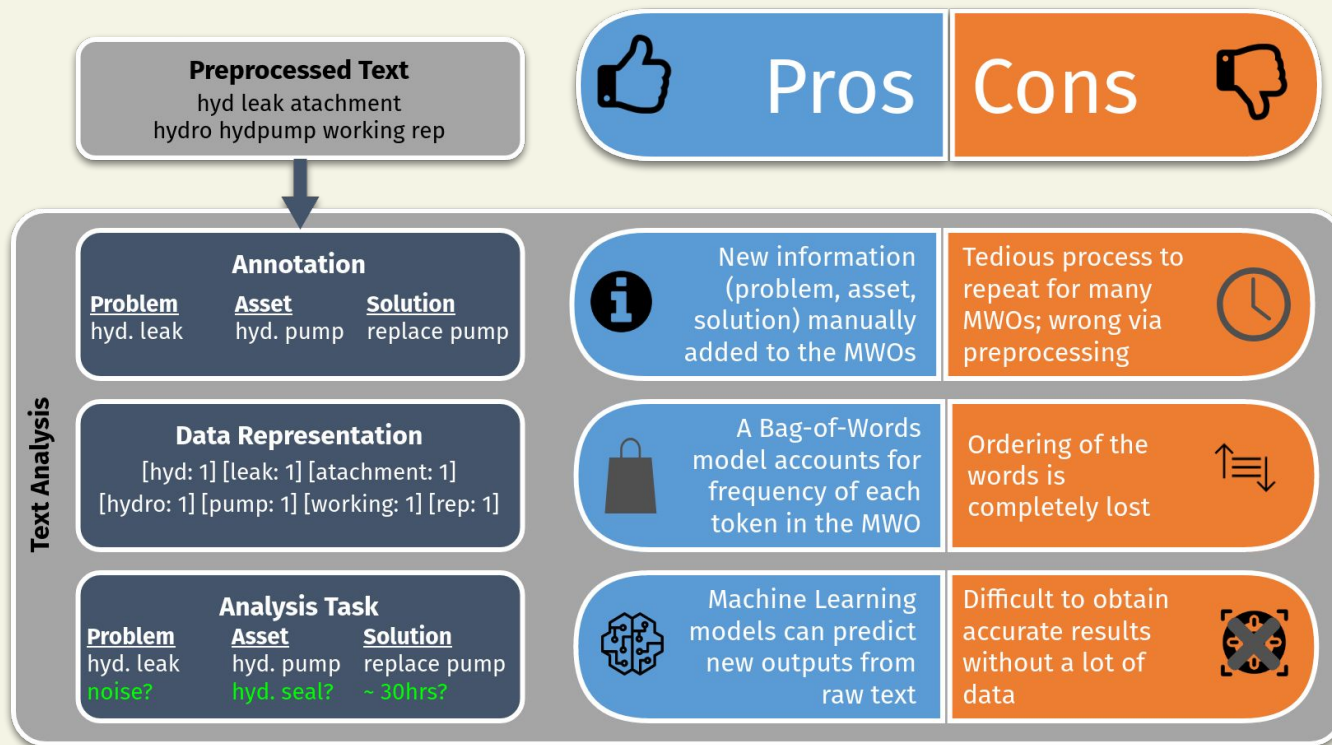 Preprocessed Text
hyd leak atachment
hydro hydpump working rep
Pros
Cons
Text Analysis
Annotation
Problem Asset Solution
hyd. leak hyd. pump replace pump
New information
(problem, asset,
solution) manually
added to the MWOs
Tedious process to
repeat for many
MWOs; wrong via
preprocessing
Data Representation
[hyd: 1] [leak: 1] [atachment: 1]
[hydro: 1] [pump: 1] [working: 1] [rep: 1]
A Bag-of-Words
model accounts for
frequency of each
token in the MWO
Ordering of the
words is
completely lost
Analysis Task
Problem Asset Solution
hyd. leak hyd. pump replace pump
noise? hyd. seal? ~ 30hrs?
Machine Learning
models can predict
new outputs from
raw text
Difficult to obtain
accurate results
without a lot of
data